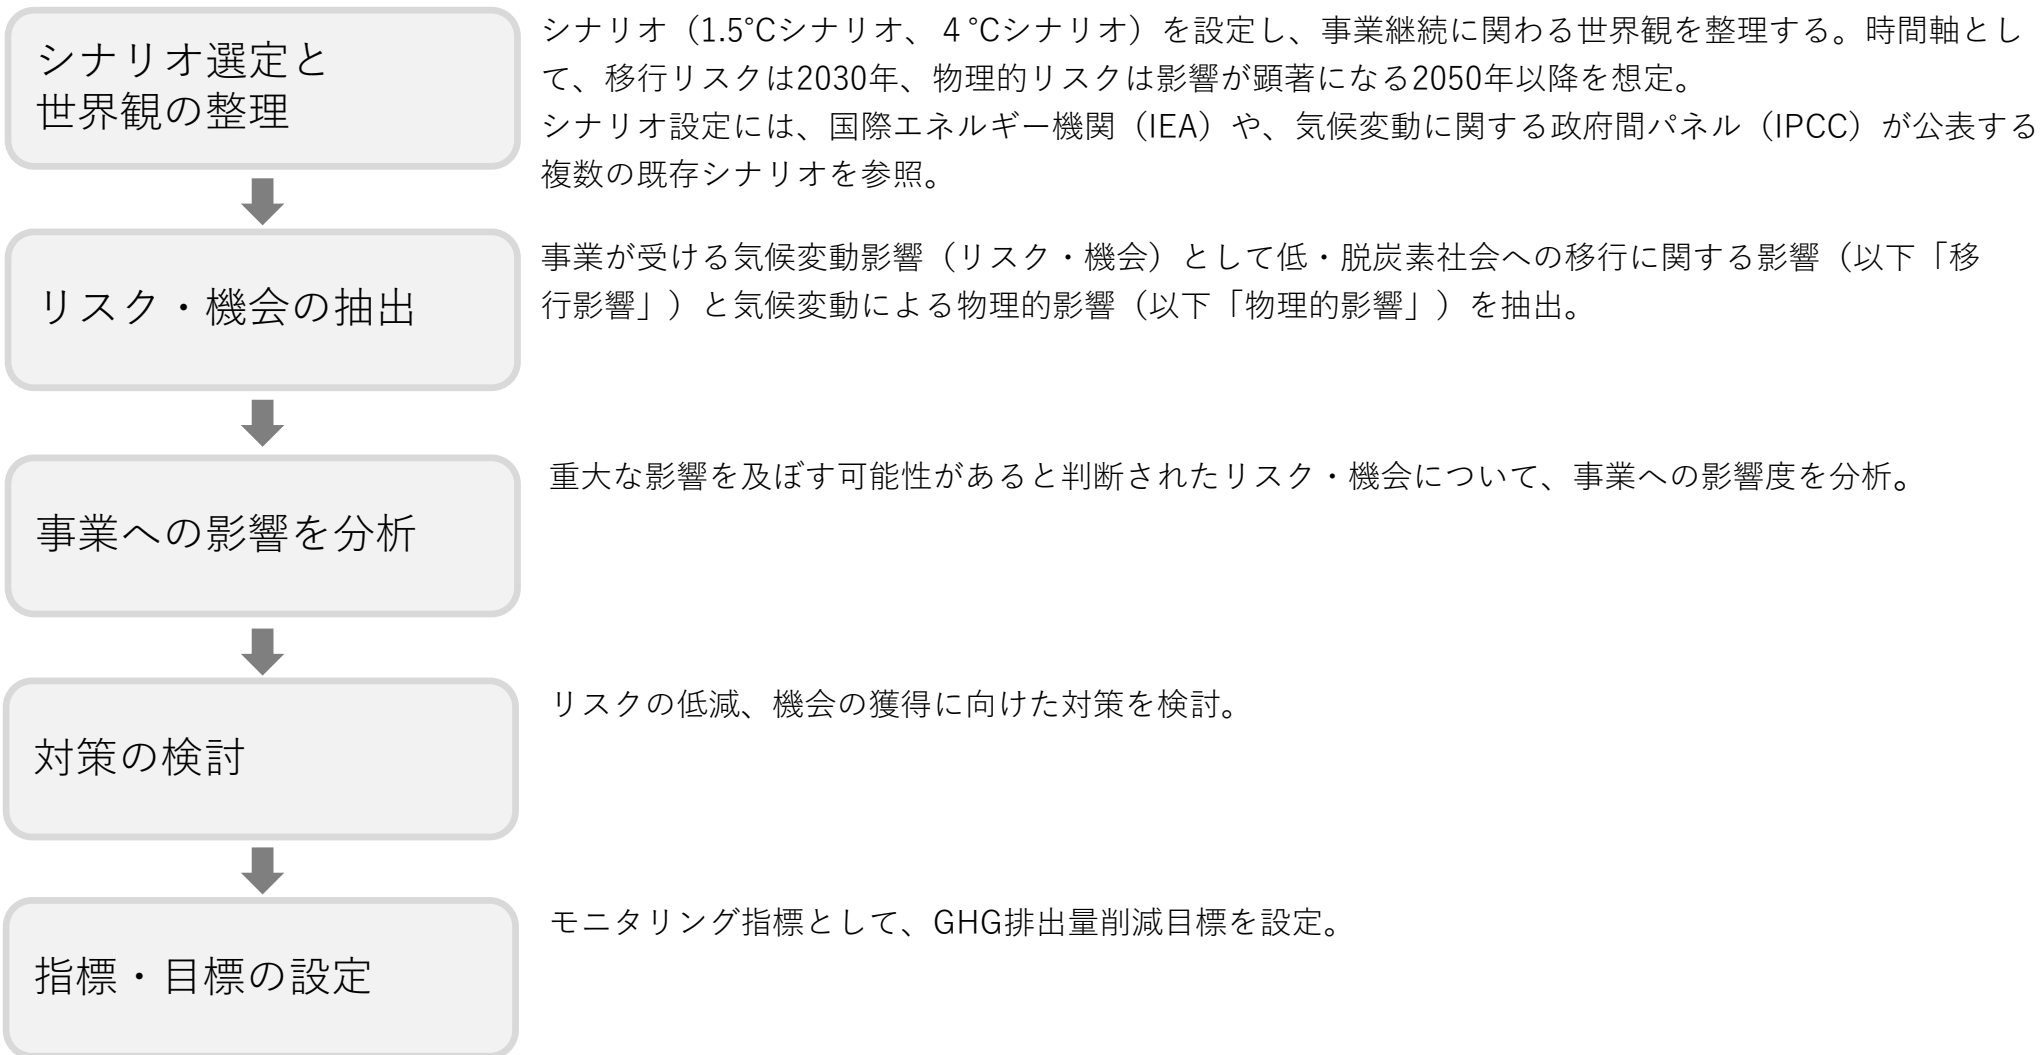 シナリオ選定と
世界観の整理
シナリオ（1.5℃シナリオ、４℃シナリオ）を設定し、事業継続に関わる世界観を整理する。時間軸とし
て、移行リスクは2030年、物理的リスクは影響が顕著になる2050年以降を想定。
シナリオ設定には、国際エネルギー機関（IEA）や、気候変動に関する政府間パネル（IPCC）が公表する
複数の既存シナリオを参照。
リスク・機会の抽出
事業が受ける気候変動影響（リスク・機会）として低・脱炭素社会への移行に関する影響（以下「移
行影響」）と気候変動による物理的影響（以下「物理的影響」）を抽出。
事業への影響を分析
重大な影響を及ぼす可能性があると判断されたリスク・機会について、事業への影響度を分析。
対策の検討
リスクの低減、機会の獲得に向けた対策を検討。
指標・目標の設定
モニタリング指標として、GHG排出量削減目標を設定。